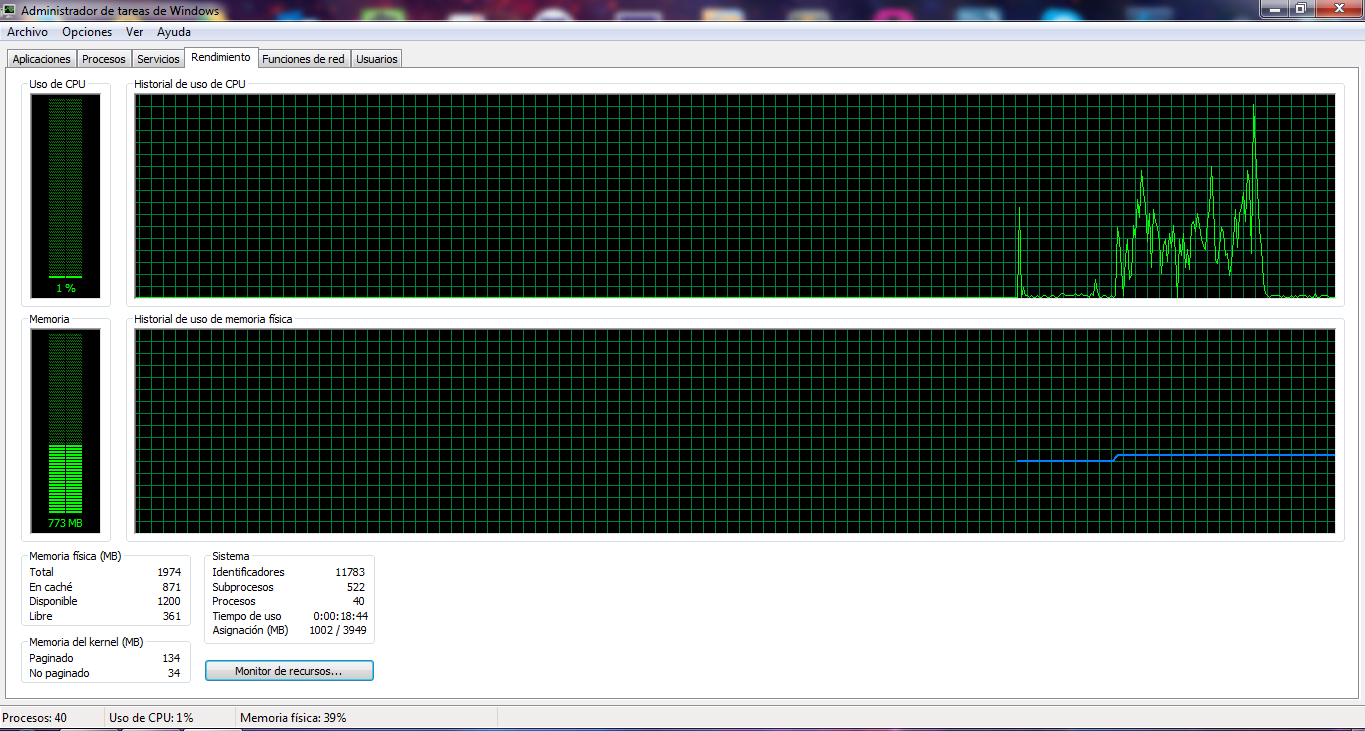 Administrador de tareas de Windows
Archivo Opciones Ver Ayuda
Aplicaciones Procesos Servicios Rendimiento Funciones de red Usuarios
Uso de CPU Historial de uso de CPU
1 %
Memoria Historial de uso de memoria física
773 MB
Memoria física (MB)
Total 1974
En caché 871
Disponible 1200
Libre 361
Memoria del kernel (MB)
Paginado 134
No paginado 34
Sistema
Identificadores 11783
Subprocesos 522
Procesos 40
Tiempo de uso 0:00:18:44
Asignación (MB) 1002 / 3949
Monitor de recursos...
Procesos: 40 Uso de CPU: 1% Memoria física: 39%